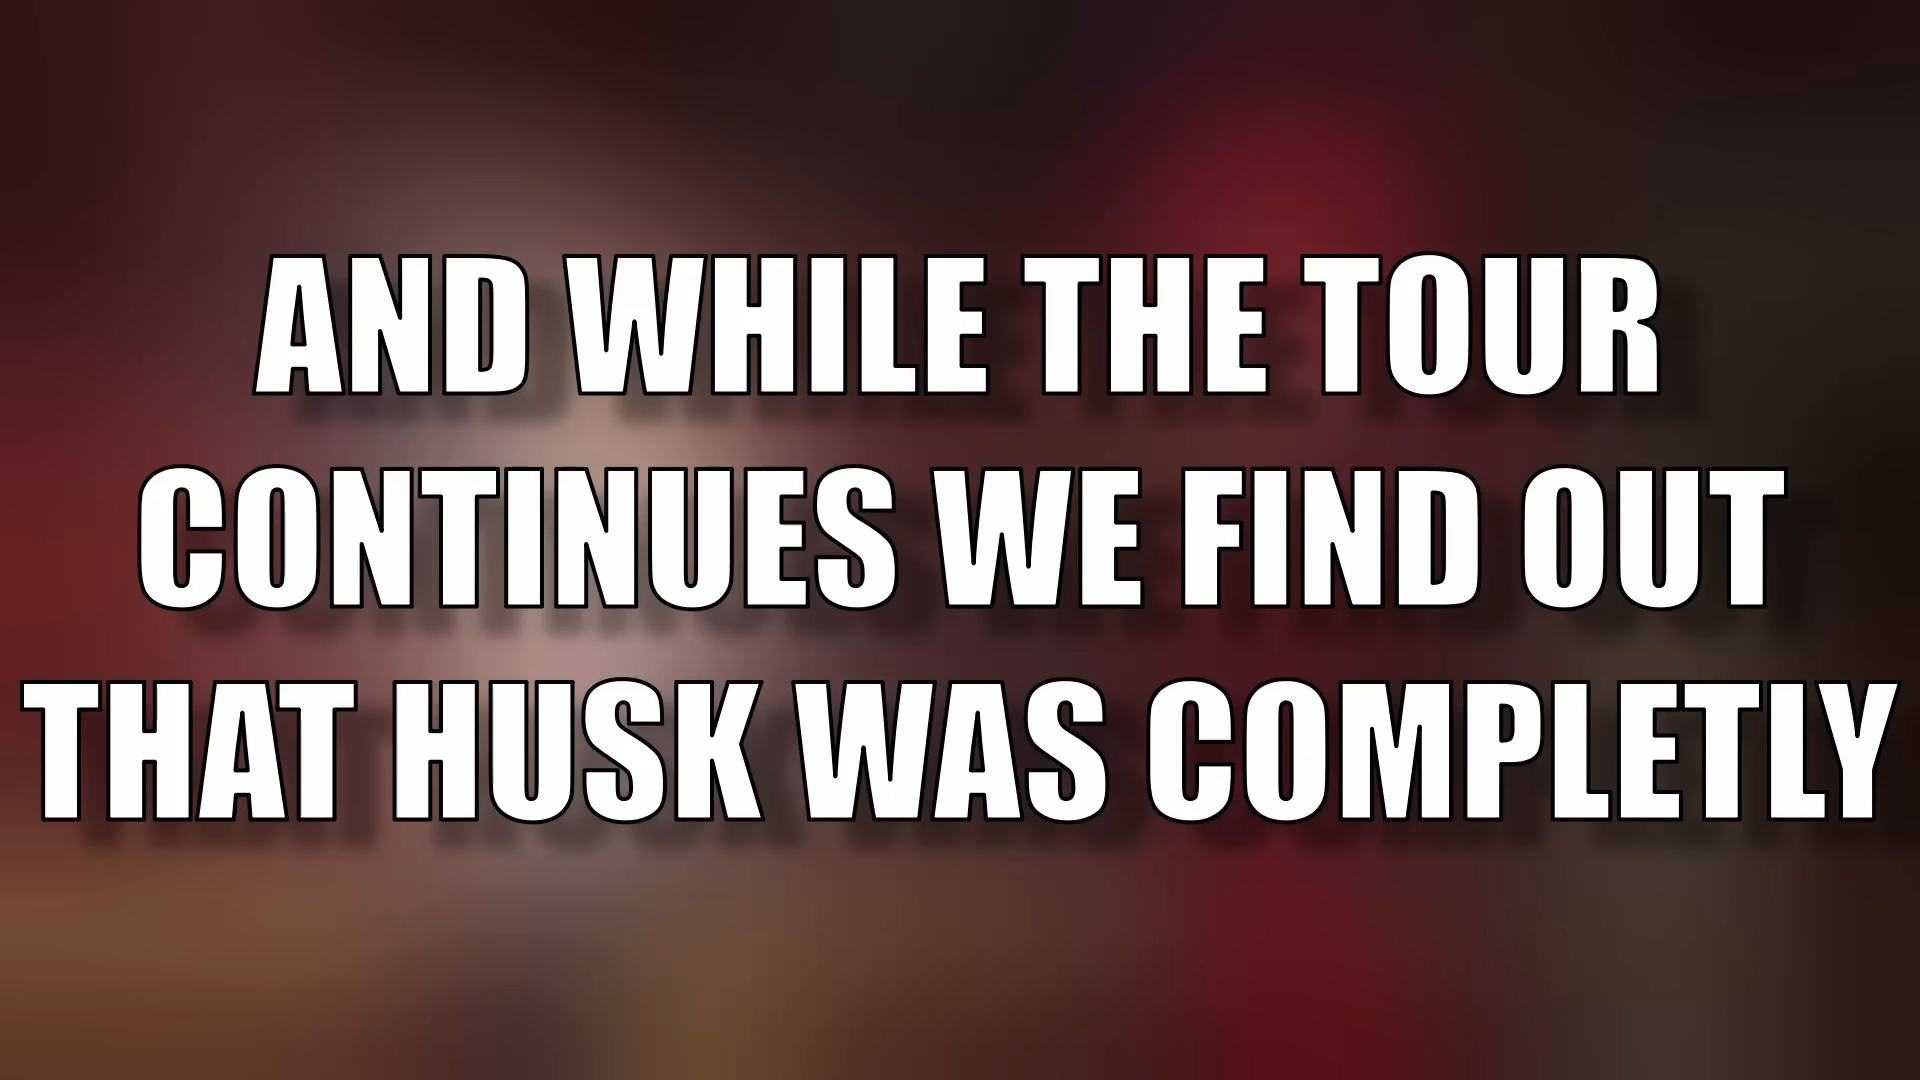 AND WHILE THE TOUR
CONTINUES WE FIND OUT
THAT HUSK WAS COMPLETLY